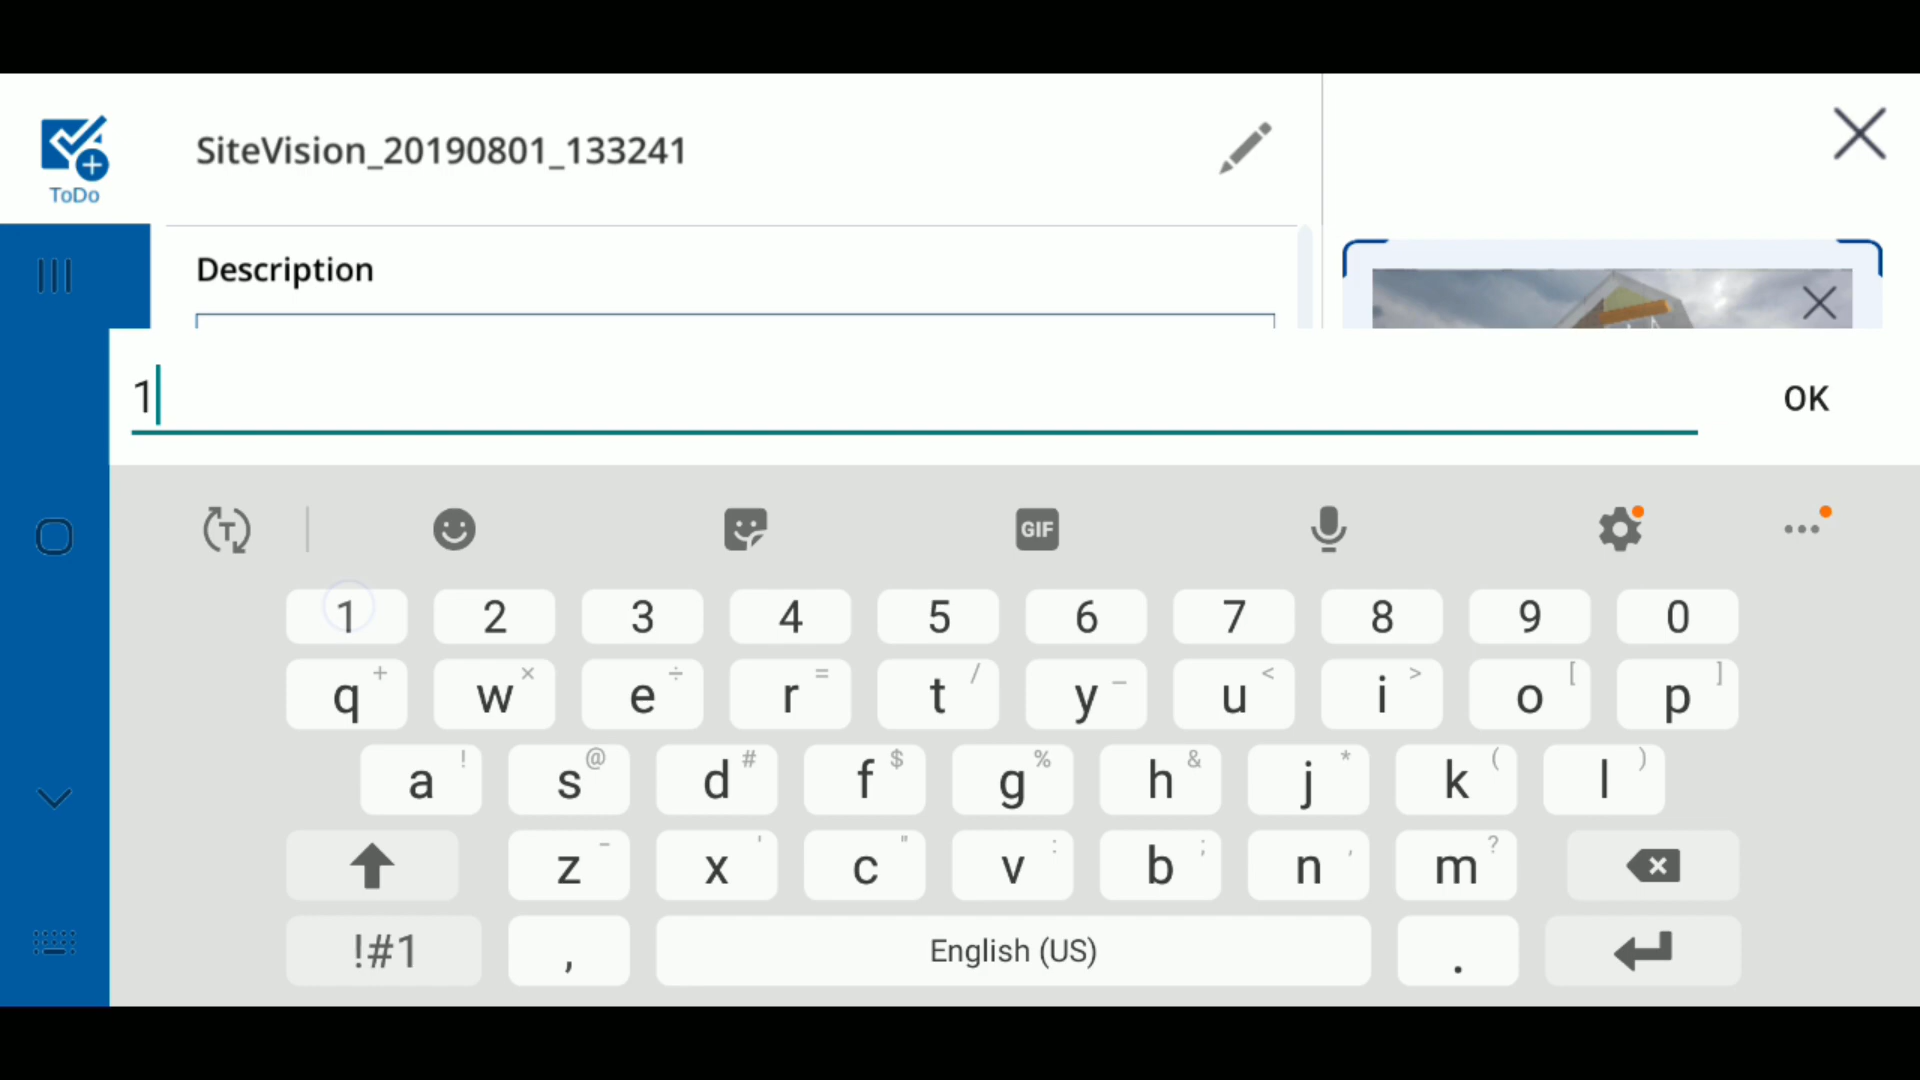 ToDo
SiteVision_20190801_133241
Description
1
OK
GIF
1 2 3 4 5 6 7 8 9 0
q + w × e ÷ r = t / y _ u < i > o [ p ]
a ! s @ d # f $ g % h & j * k ( l )
z - x ' c " v : b ; n , m ?
!#1 , English (US) .